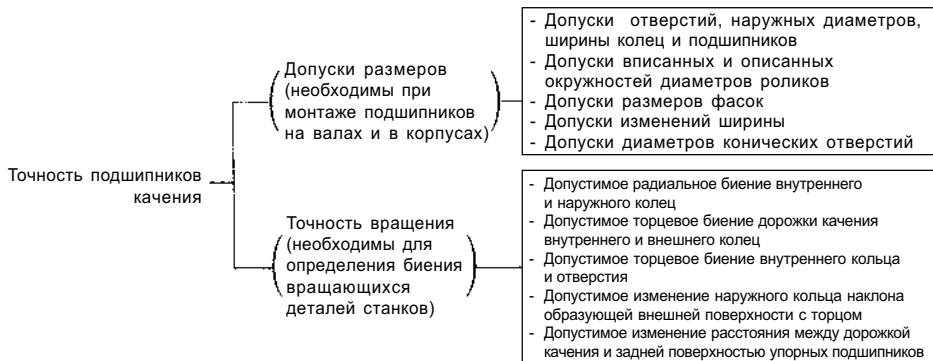 Точность подшипников
качения
Допуски размеров
(необходимы при
монтаже подшипников
на валах и в корпусах)
- Допуски отверстий, наружных диаметров,
ширины колец и подшипников
- Допуски вписанных и описанных
окружностей диаметров роликов
- Допуски размеров фасок
- Допуски изменений ширины
- Допуски диаметров конических отверстий
Точность вращения
(необходимы для
определения биения
вращающихся
деталей станков)
- Допустимое радиальное биение внутреннего
и наружного колец
- Допустимое торцевое биение дорожки качения
внутреннего и внешнего колец
- Допустимое торцевое биение внутреннего кольца
и отверстия
- Допустимое изменение наружного кольца наклона
образующей внешней поверхности с торцом
- Допустимое изменение расстояния между дорожкой
качения и задней поверхностью упорных подшипников